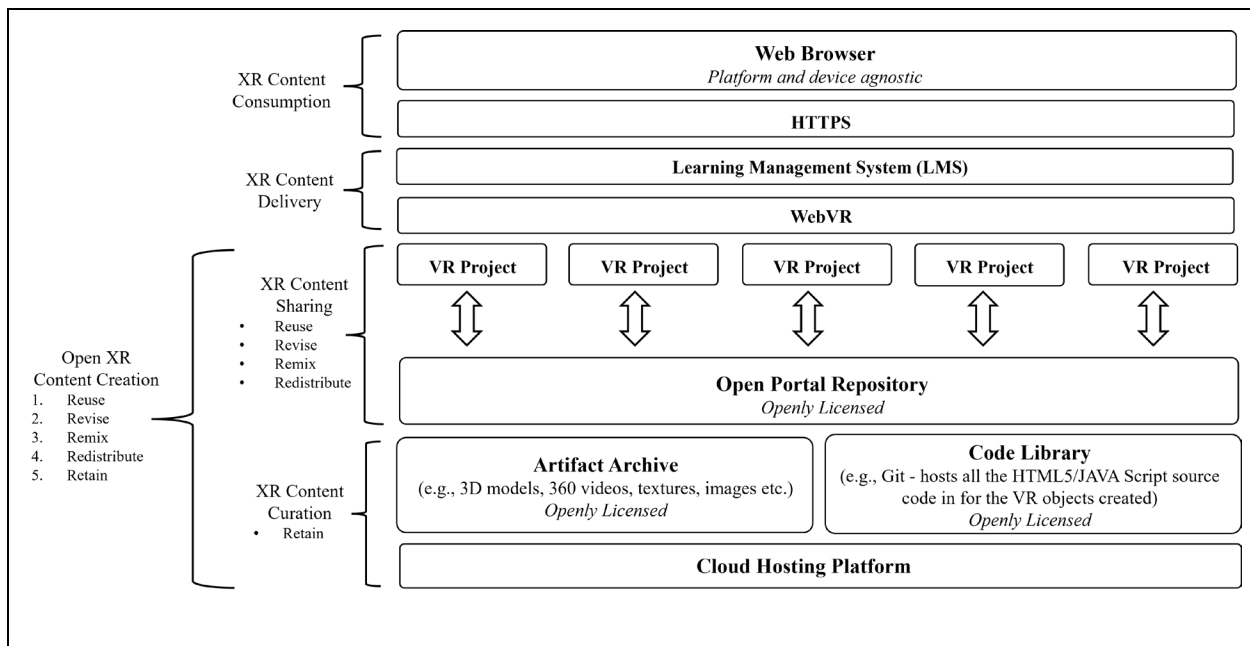 Web Browser
Platform and device agnostic
XR Content
Consumption
HTTPS
Learning Management System (LMS)
XR Content
Delivery
WebVR
VR Project VR Project VR Project VR Project VR Project
XR Content
Sharing
• Reuse
• Revise
• Remix
• Redistribute
Open XR
Content Creation
1. Reuse
2. Revise
3. Remix
4. Redistribute
5. Retain
Open Portal Repository
Openly Licensed
Artifact Archive
(e.g., 3D models, 360 videos, textures, images etc.)
Openly Licensed
Code Library
(e.g., Git - hosts all the HTML5/JAVA Script source
code in for the VR objects created)
Openly Licensed
XR Content
Curation
• Retain
Cloud Hosting Platform